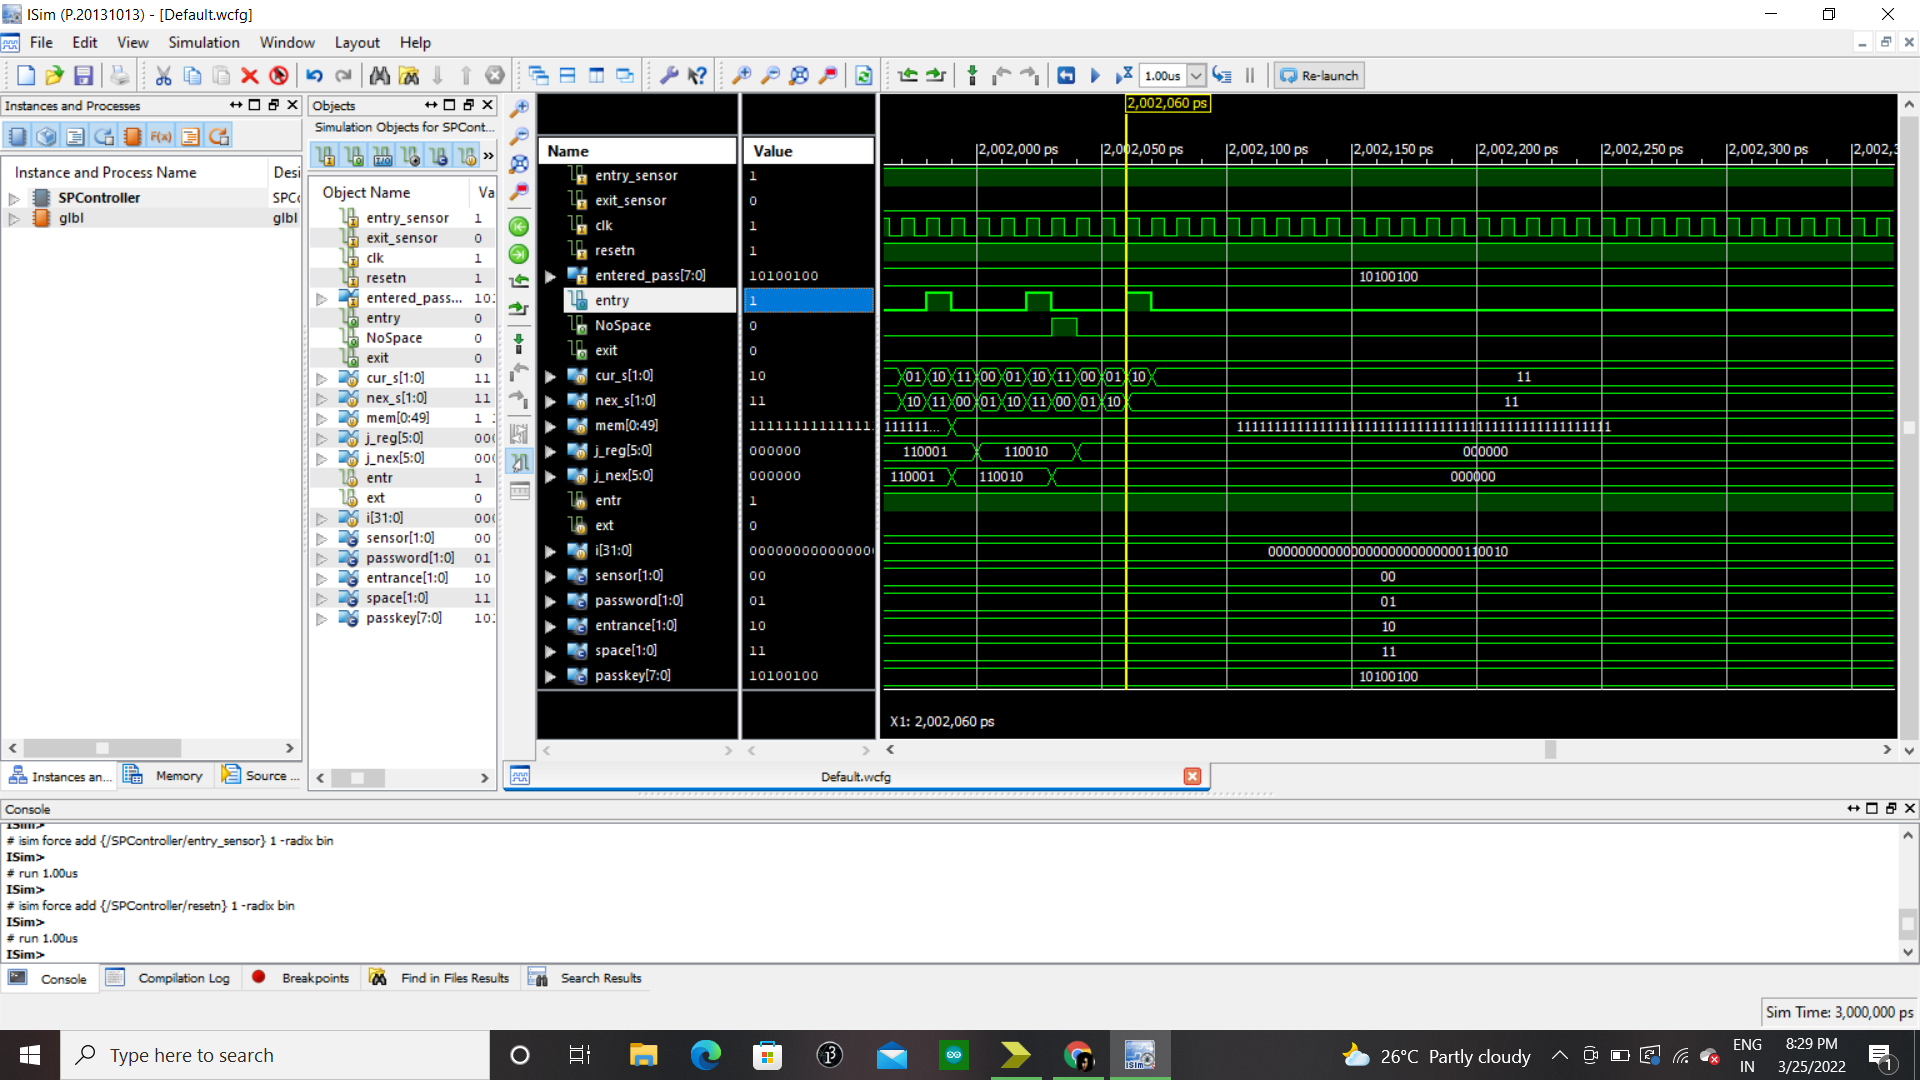 ISim (P.20131013) - [Default.wcfg]
File Edit View Simulation Window Layout Help
1.00us Re-launch
Instances and Processes
Instance and Process Name Desi
SPController SPC
glbl glbl
Instances an... Memory Source ...
Objects
Simulation Objects for SPCont...
F(x)
Object Name Va
entry_sensor 1
exit_sensor 0
clk 1
resetn 1
entered_pass... 10
entry 0
NoSpace 0
exit 0
cur_s[1:0] 11
nex_s[1:0] 11
mem[0:49] 1
j_reg[5:0] 00
j_nex[5:0] 00
entr 1
ext 0
i[31:0] 00
sensor[1:0] 00
password[1:0] 01
entrance[1:0] 10
space[1:0] 11
passkey[7:0] 10
Name Value
entry_sensor 1
exit_sensor 0
clk 1
resetn 1
entered_pass[7:0] 10100100
entry 1
NoSpace 0
exit 0
cur_s[1:0] 10
nex_s[1:0] 11
mem[0:49] 111111111111111
j_reg[5:0] 000000
j_nex[5:0] 000000
entr 1
ext 0
i[31:0] 000000000000000
sensor[1:0] 00
password[1:0] 01
entrance[1:0] 10
space[1:0] 11
passkey[7:0] 10100100
2,002,060 ps
2,002,000 ps 2,002,050 ps 2,002,100 ps 2,002,150 ps 2,002,200 ps 2,002,250 ps 2,002,300 ps 2,002,3
10100100
01 10 11 00 01 10 11 00 01 10 11
10 11 00 01 10 11 00 01 10 11
111111... 11111111111111111111111111111111111111111111111111
110001 110010 000000
110001 110010 000000
00000000000000000000000000110010
00
01
10
11
10100100
X1: 2,002,060 ps
Default.wcfg
Console
ISim>
# isim force add {/SPController/entry_sensor} 1 -radix bin
ISim>
# run 1.00us
ISim>
# isim force add {/SPController/resetn} 1 -radix bin
ISim>
# run 1.00us
ISim>
Console Compilation Log Breakpoints Find in Files Results Search Results
Sim Time: 3,000,000 ps
Type here to search
26°C Partly cloudy
ENG
IN
8:29 PM
3/25/2022
1